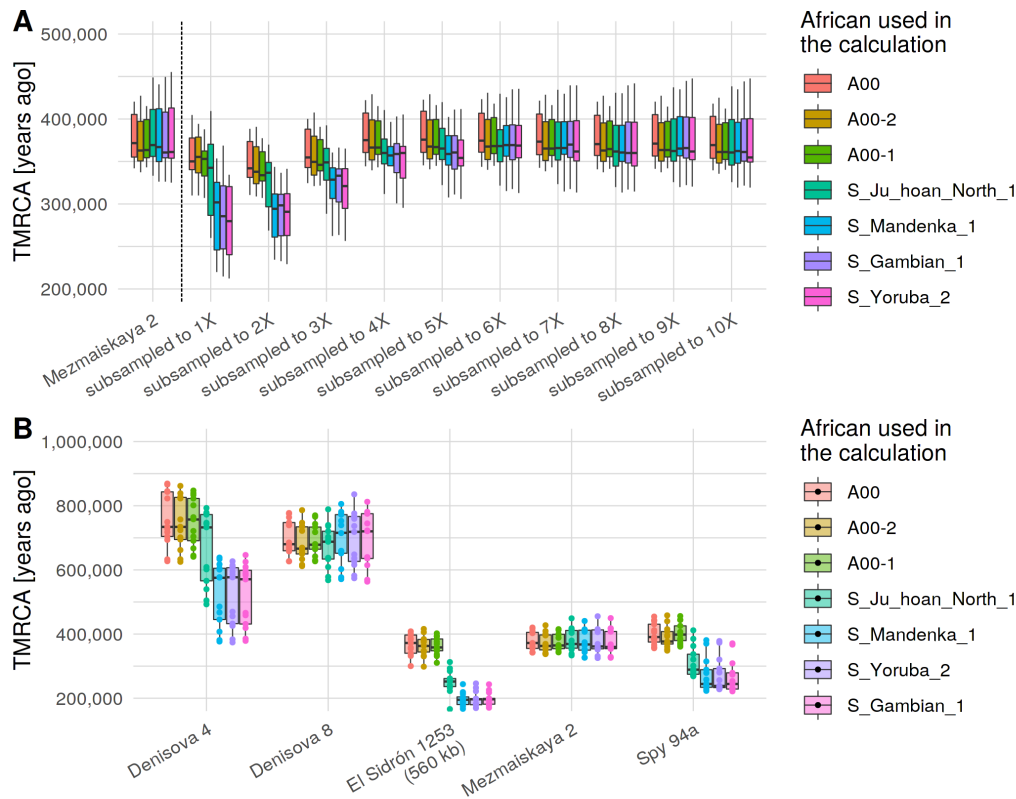 A
TMRCA [years ago]
500,000
400,000
300,000
200,000
Mezmaiskaya 2
subsampled to 1X
subsampled to 2X
subsampled to 3X
subsampled to 4X
subsampled to 5X
subsampled to 6X
subsampled to 7X
subsampled to 8X
subsampled to 9X
subsampled to 10X
African used in
the calculation
A00
A00-2
A00-1
S_Ju_hoan_North_1
S_Mandenka_1
S_Gambian_1
S_Yoruba_2
B
TMRCA [years ago]
1,000,000
800,000
600,000
400,000
200,000
Denisova 4
Denisova 8
El Sidrón 1253
(560 kb)
Mezmaiskaya 2
Spy 94a
African used in
the calculation
A00
A00-2
A00-1
S_Ju_hoan_North_1
S_Mandenka_1
S_Yoruba_2
S_Gambian_1